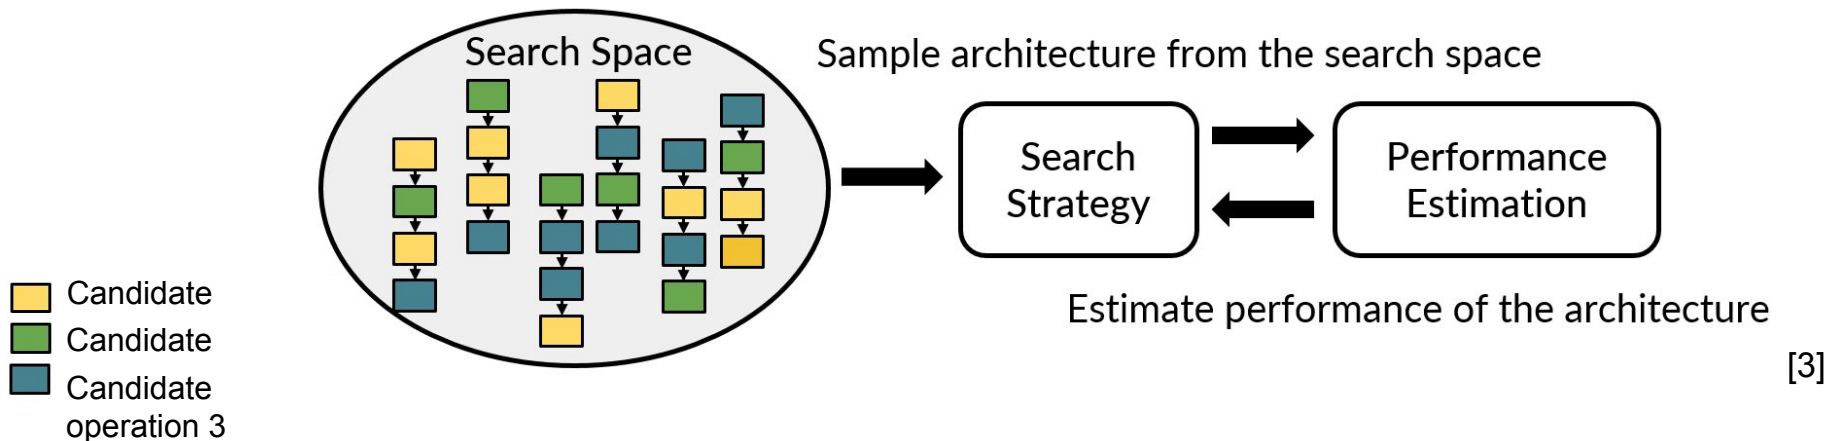 Search Space
Sample architecture from the search space
Search
Strategy
Performance
Estimation
Estimate performance of the architecture
[3]
Candidate
Candidate
Candidate
operation 3